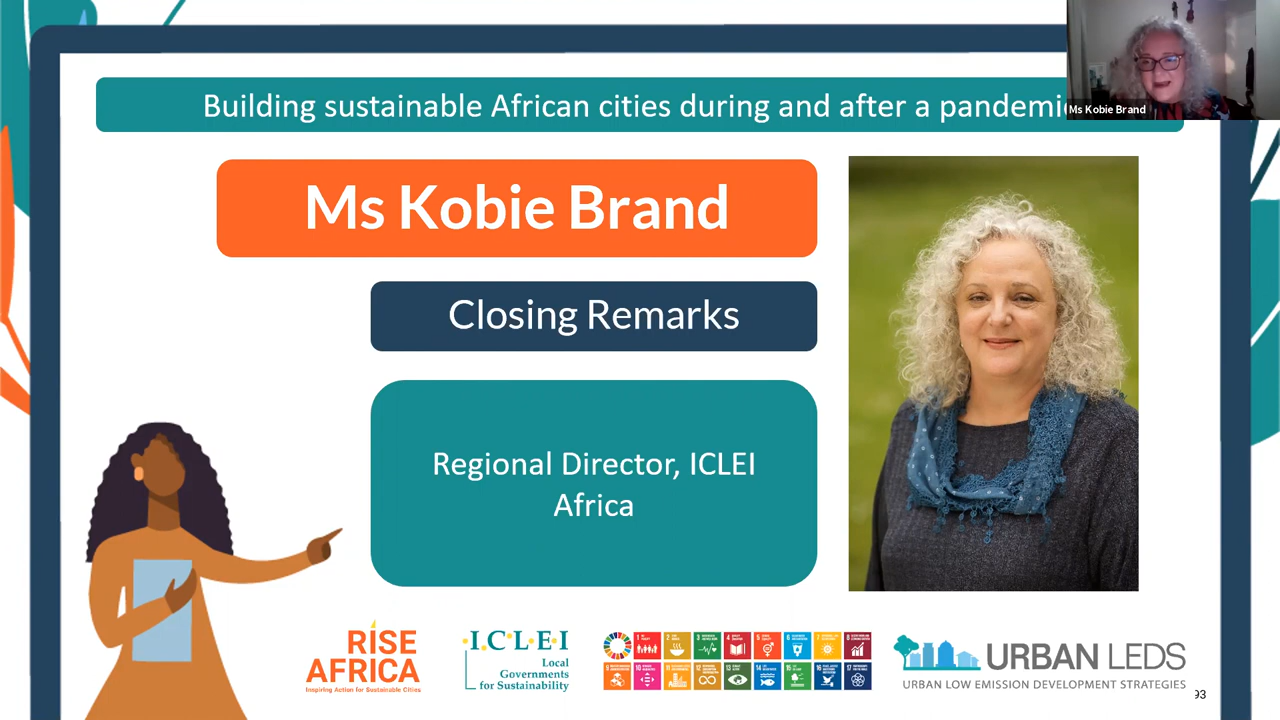 Building sustainable African cities during and after a pandemi
Ms Kobie Brand
Ms Kobie Brand
Closing Remarks
Regional Director, ICLEI
Africa
RISE
AFRICA
Inspiring Action for Sustainable Cities
I.C.L.E.I
Local
Governments
for Sustainability
URBAN LEDS
URBAN LOW EMISSION DEVELOPMENT STRATEGIES
93